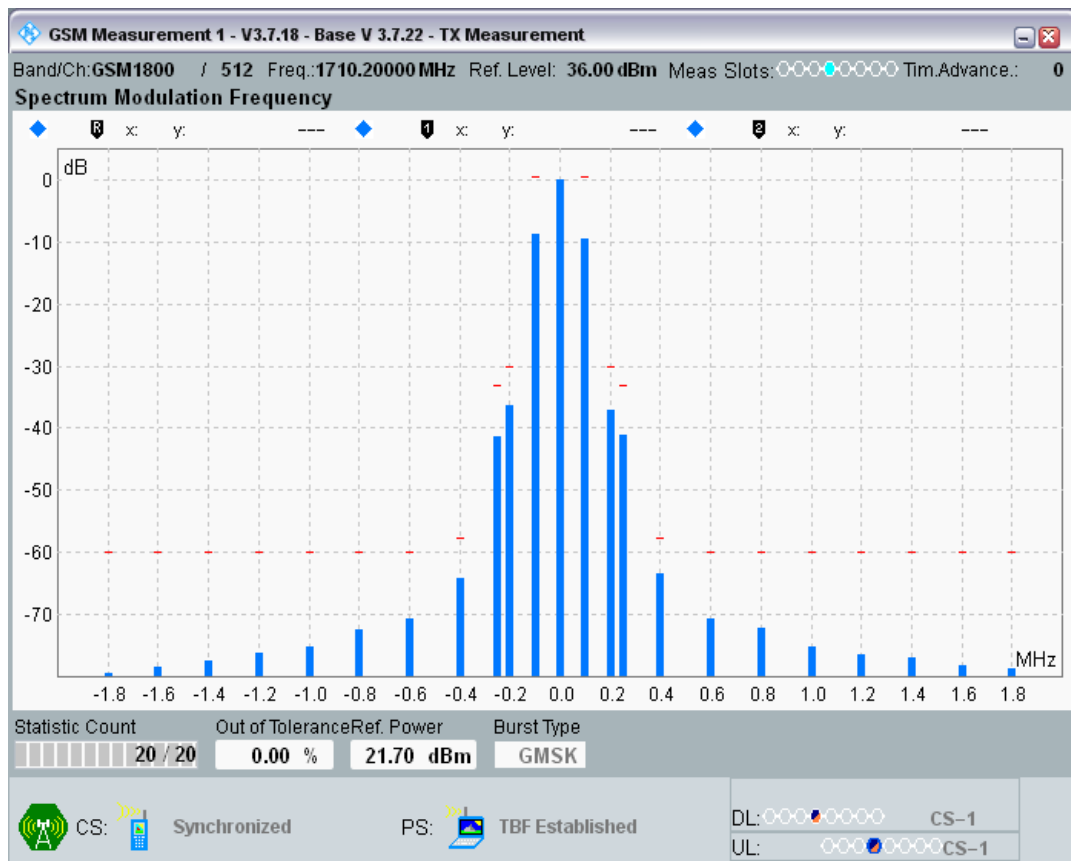 GSM Measurement 1 - V3.7.18 - Base V 3.7.22 - TX Measurement
Band/Ch:GSM1800 / 512 Freq.:1710.20000 MHz Ref. Level: 36.00 dBm Meas Slots: Tim.Advance.: 0
Spectrum Modulation Frequency
R x: y: --- 1 x: y: --- 2 x: y: ---
dB
0
-10
-20
-30
-40
-50
-60
-70
MHz
-1.8 -1.6 -1.4 -1.2 -1.0 -0.8 -0.6 -0.4 -0.2 0.0 0.2 0.4 0.6 0.8 1.0 1.2 1.4 1.6 1.8
Statistic Count Out of Tolerance Ref. Power Burst Type
20 / 20 0.00 % 21.70 dBm GMSK
CS: Synchronized PS: TBF Established
DL: CS-1
UL: CS-1